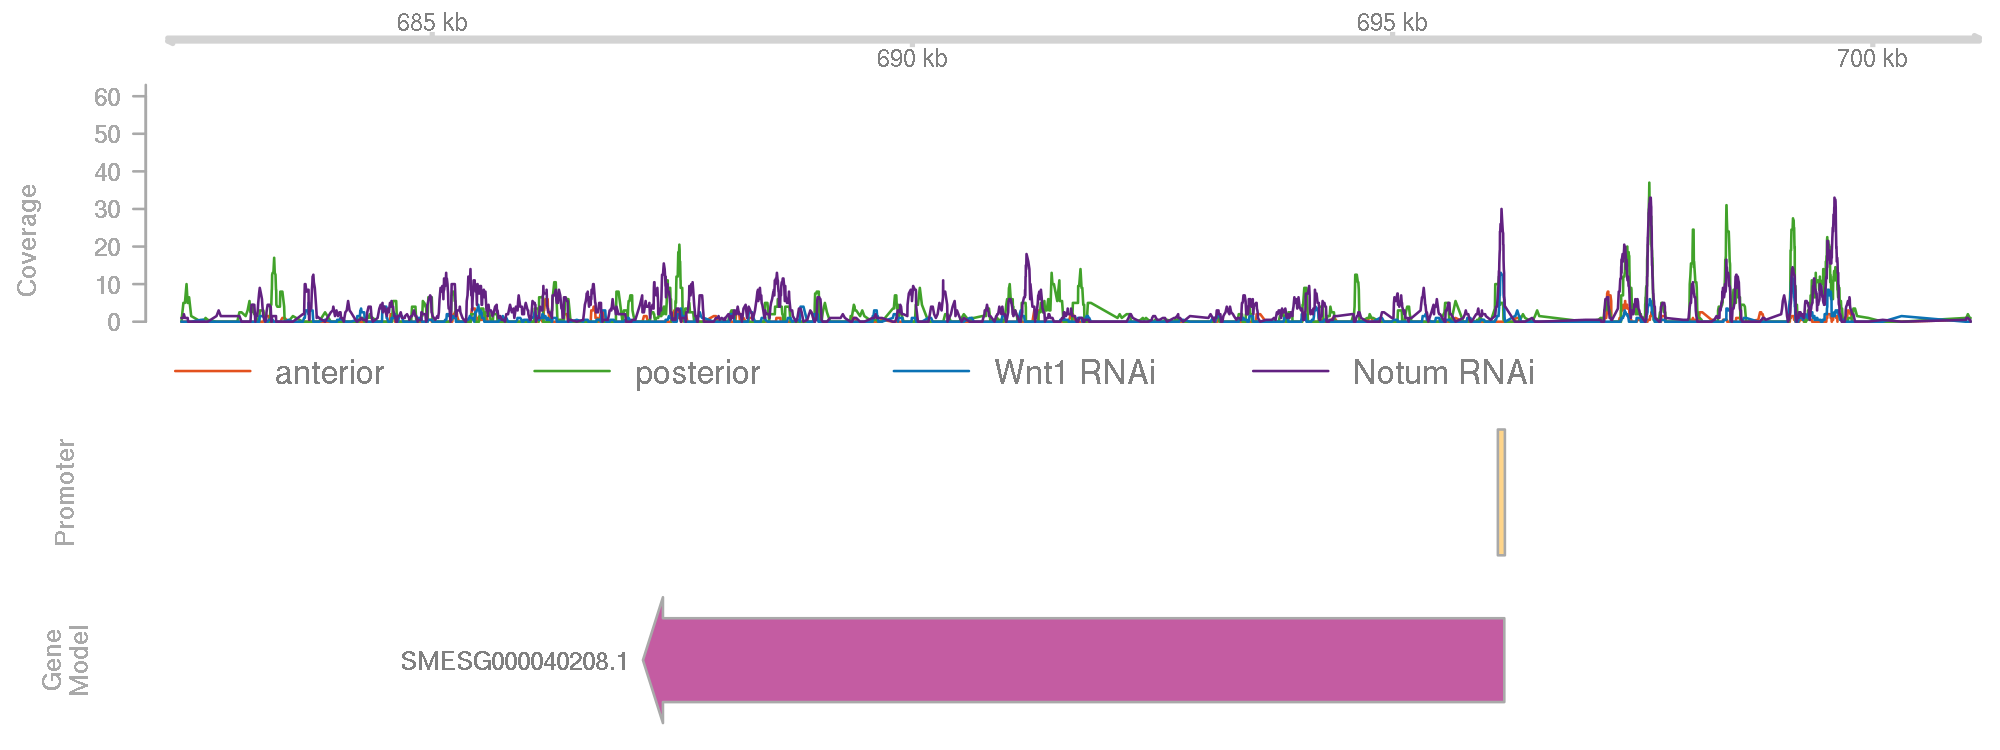 685 kb
695 kb
690 kb
700 kb
60
50
40
30
20
10
0
Coverage
anterior
posterior
Wnt1 RNAi
Notum RNAi
Promoter
Gene
Model
SMESG000040208.1